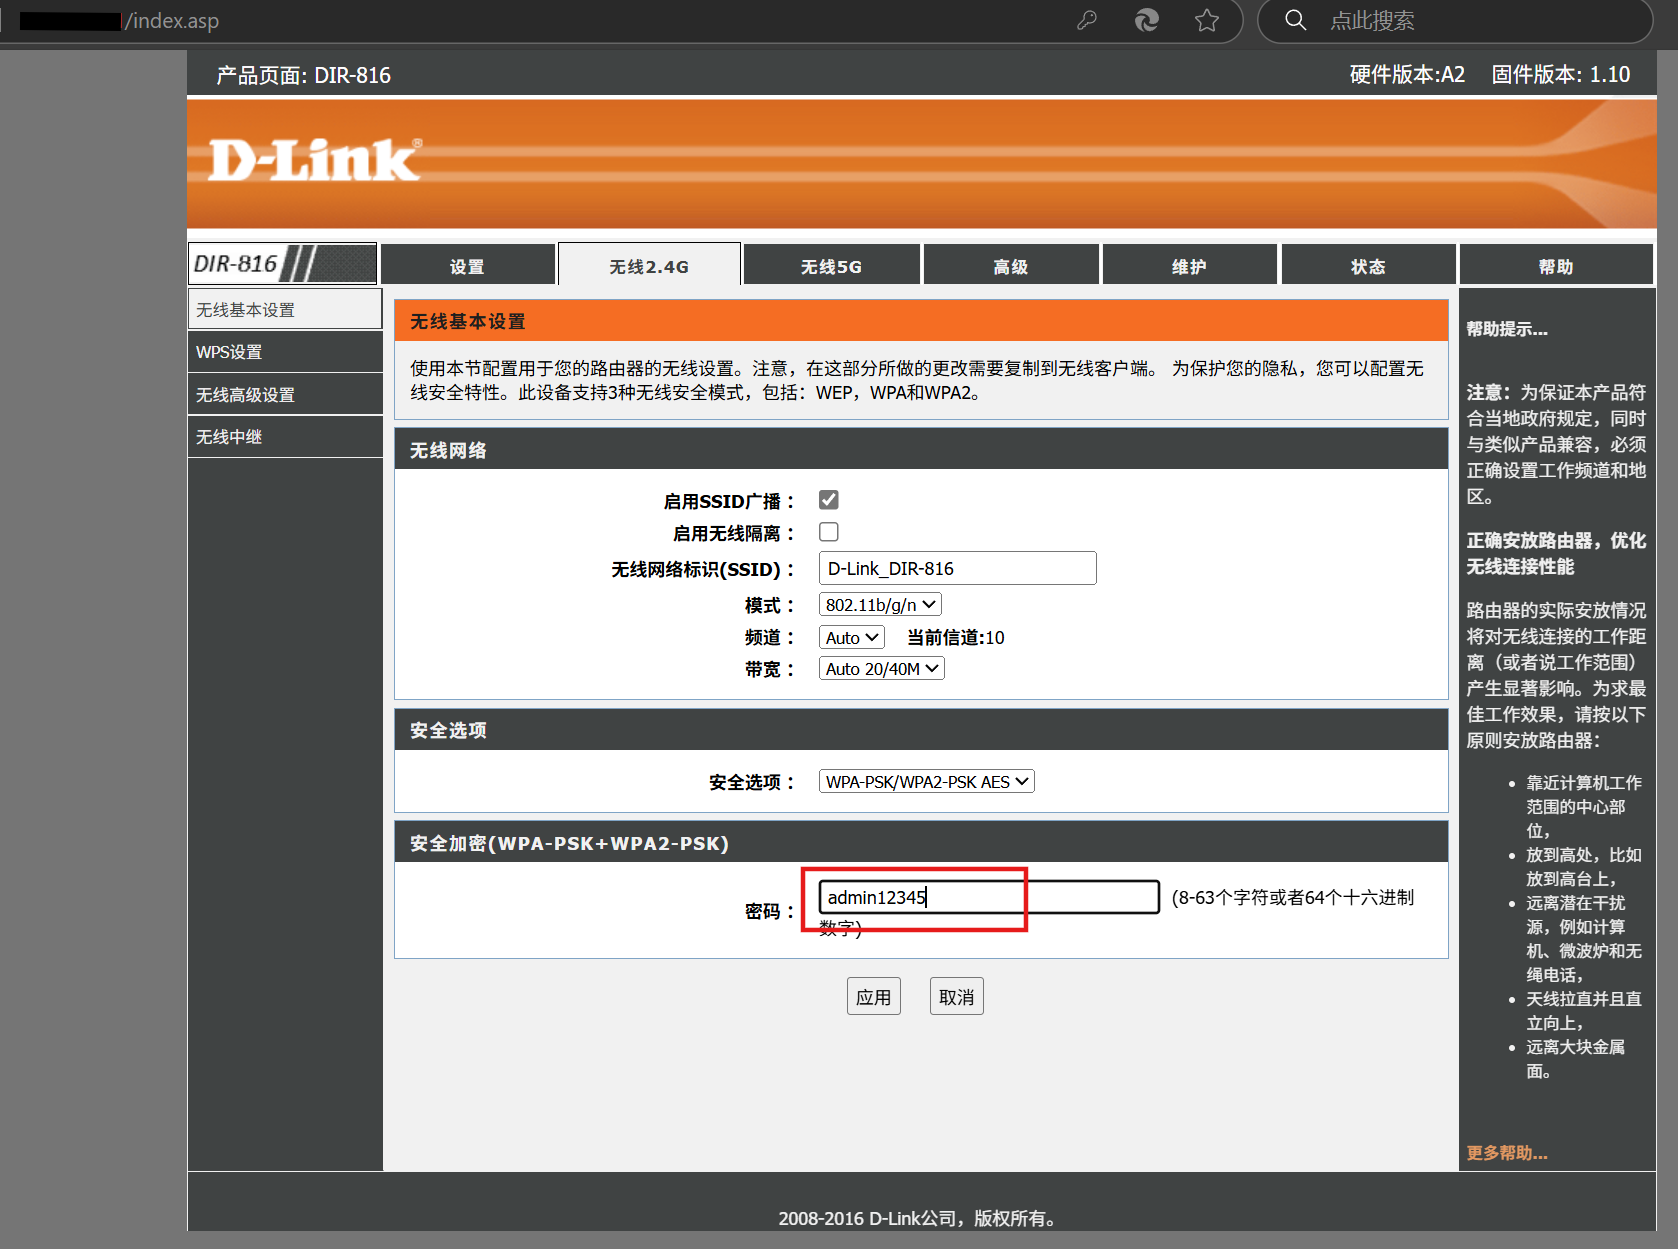 /index.asp
点此搜索
产品页面: DIR-816
硬件版本:A2 固件版本: 1.10
D-Link®
DIR-816
设置
无线2.4G
无线5G
高级
维护
状态
帮助
无线基本设置
WPS设置
无线高级设置
无线中继
无线基本设置
使用本节配置用于您的路由器的无线设置。注意，在这部分所做的更改需要复制到无线客户端。 为保护您的隐私，您可以配置无
线安全特性。此设备支持3种无线安全模式，包括：WEP，WPA和WPA2。
无线网络
启用SSID广播：
启用无线隔离：
无线网络标识(SSID)： D-Link_DIR-816
模式： 802.11b/g/n
频道： Auto 当前信道:10
带宽： Auto 20/40M
安全选项
安全选项： WPA-PSK/WPA2-PSK AES
安全加密(WPA-PSK+WPA2-PSK)
密码： admin12345 (8-63个字符或者64个十六进制
数字)
应用 取消
帮助提示...
注意：为保证本产品符
合当地政府规定，同时
与类似产品兼容，必须
正确设置工作频道和地
区。
正确安放路由器，优化
无线连接性能
路由器的实际安放情况
将对无线连接的工作距
离（或者说工作范围）
产生显著影响。为求最
佳工作效果，请按以下
原则安放路由器：
• 靠近计算机工作
范围的中心部
位，
• 放到高处，比如
放到高台上，
• 远离潜在干扰
源，例如计算
机、微波炉和无
绳电话，
• 天线拉直并且直
立向上，
• 远离大块金属
面。
更多帮助...
2008-2016 D-Link公司，版权所有。